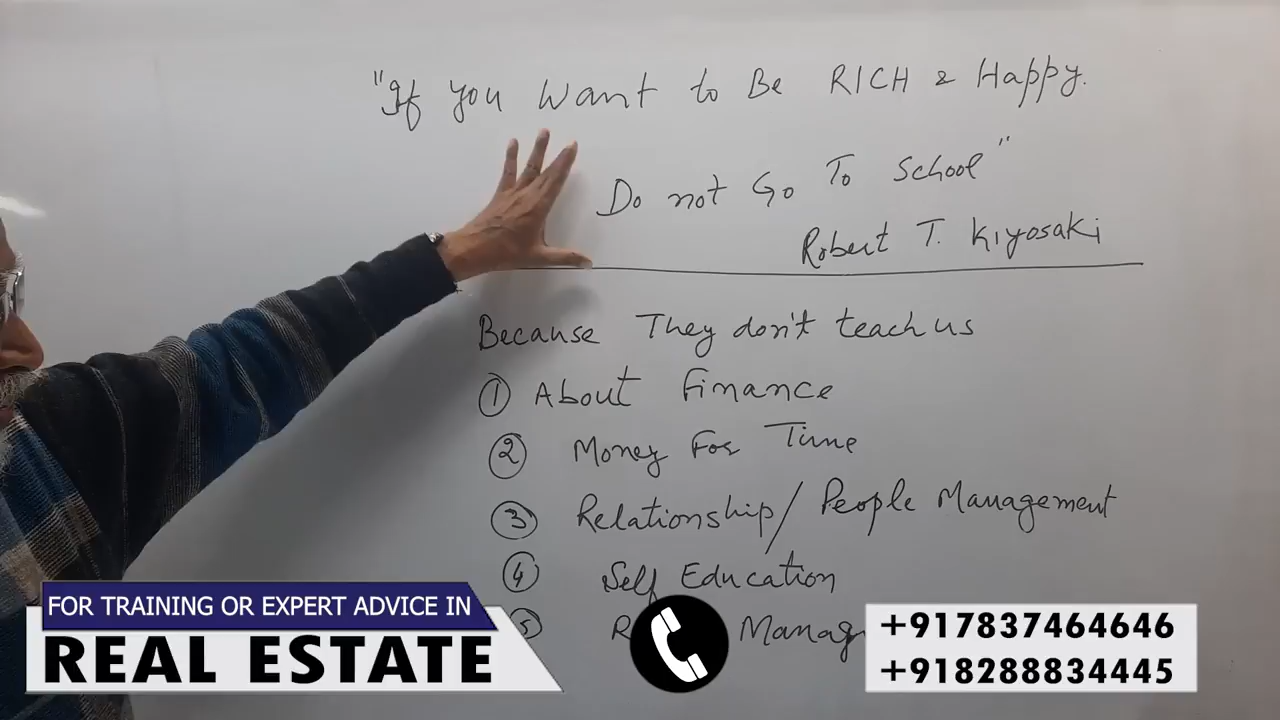 "If you Want to Be RICH & Happy.
Do not Go To School"
Robert T. Kiyosaki
Because They don't teach us
① About Finance
② Money For Time
③ Relationship/People Management
④ Self Education
⑤ Manag
FOR TRAINING OR EXPERT ADVICE IN
REAL ESTATE
+917837464646
+918288834445